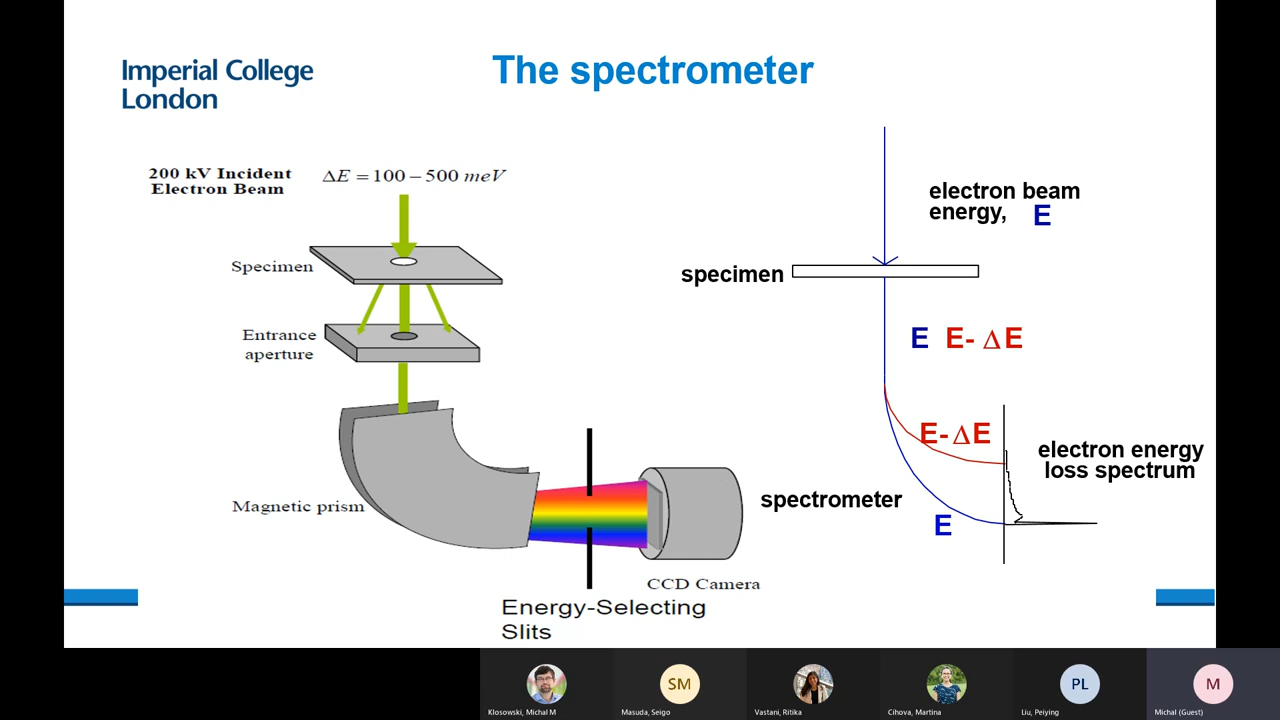 Imperial College
London
The spectrometer
200 kV Incident
Electron Beam
ΔE = 100 – 500 meV
Specimen
Entrance
aperture
Magnetic prism
CCD Camera
Energy-Selecting
Slits
electron beam
energy, E
specimen
E E- ΔE
E- ΔE
electron energy
loss spectrum
spectrometer
E
SM
PL
M
Klosowski, Michal M
Masuda, Seigo
Vastani, Ritika
Cihova, Martina
Liu, Peiying
Michal (Guest)